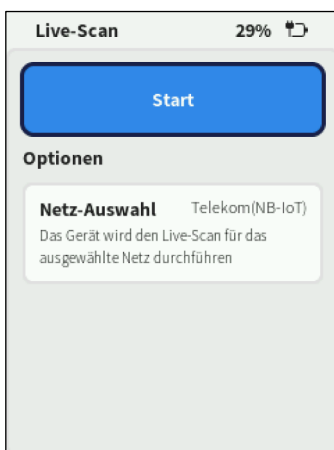 Live-Scan 29%
Start
Optionen
Netz-Auswahl Telekom(NB-IoT)
Das Gerät wird den Live-Scan für das
ausgewählte Netz durchführen